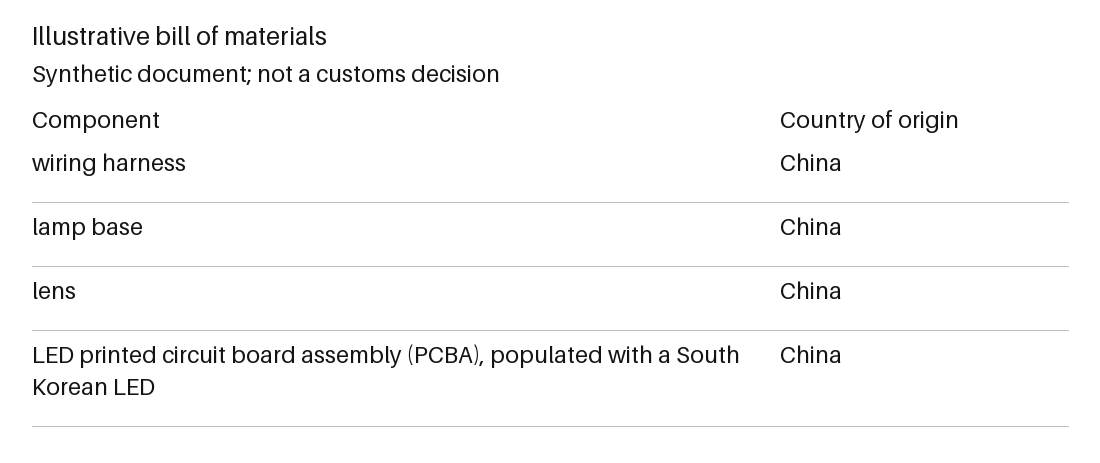 Illustrative bill of materials
Synthetic document; not a customs decision
Component Country of origin
wiring harness China
lamp base China
lens China
LED printed circuit board assembly (PCBA), populated with a South China
Korean LED